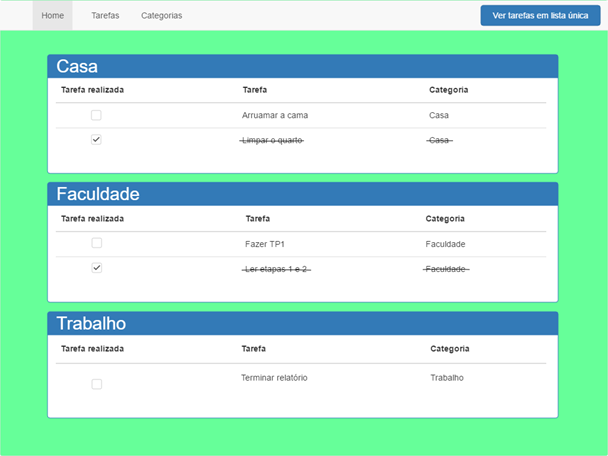 Home Tarefas Categorias Ver tarefas em lista única
Casa
Tarefa realizada Tarefa Categoria
Arruamar a cama Casa
Limpar o quarto Casa
Faculdade
Tarefa realizada Tarefa Categoria
Fazer TP1 Faculdade
Ler etapas 1 e 2 Faculdade
Trabalho
Tarefa realizada Tarefa Categoria
Terminar relatório Trabalho